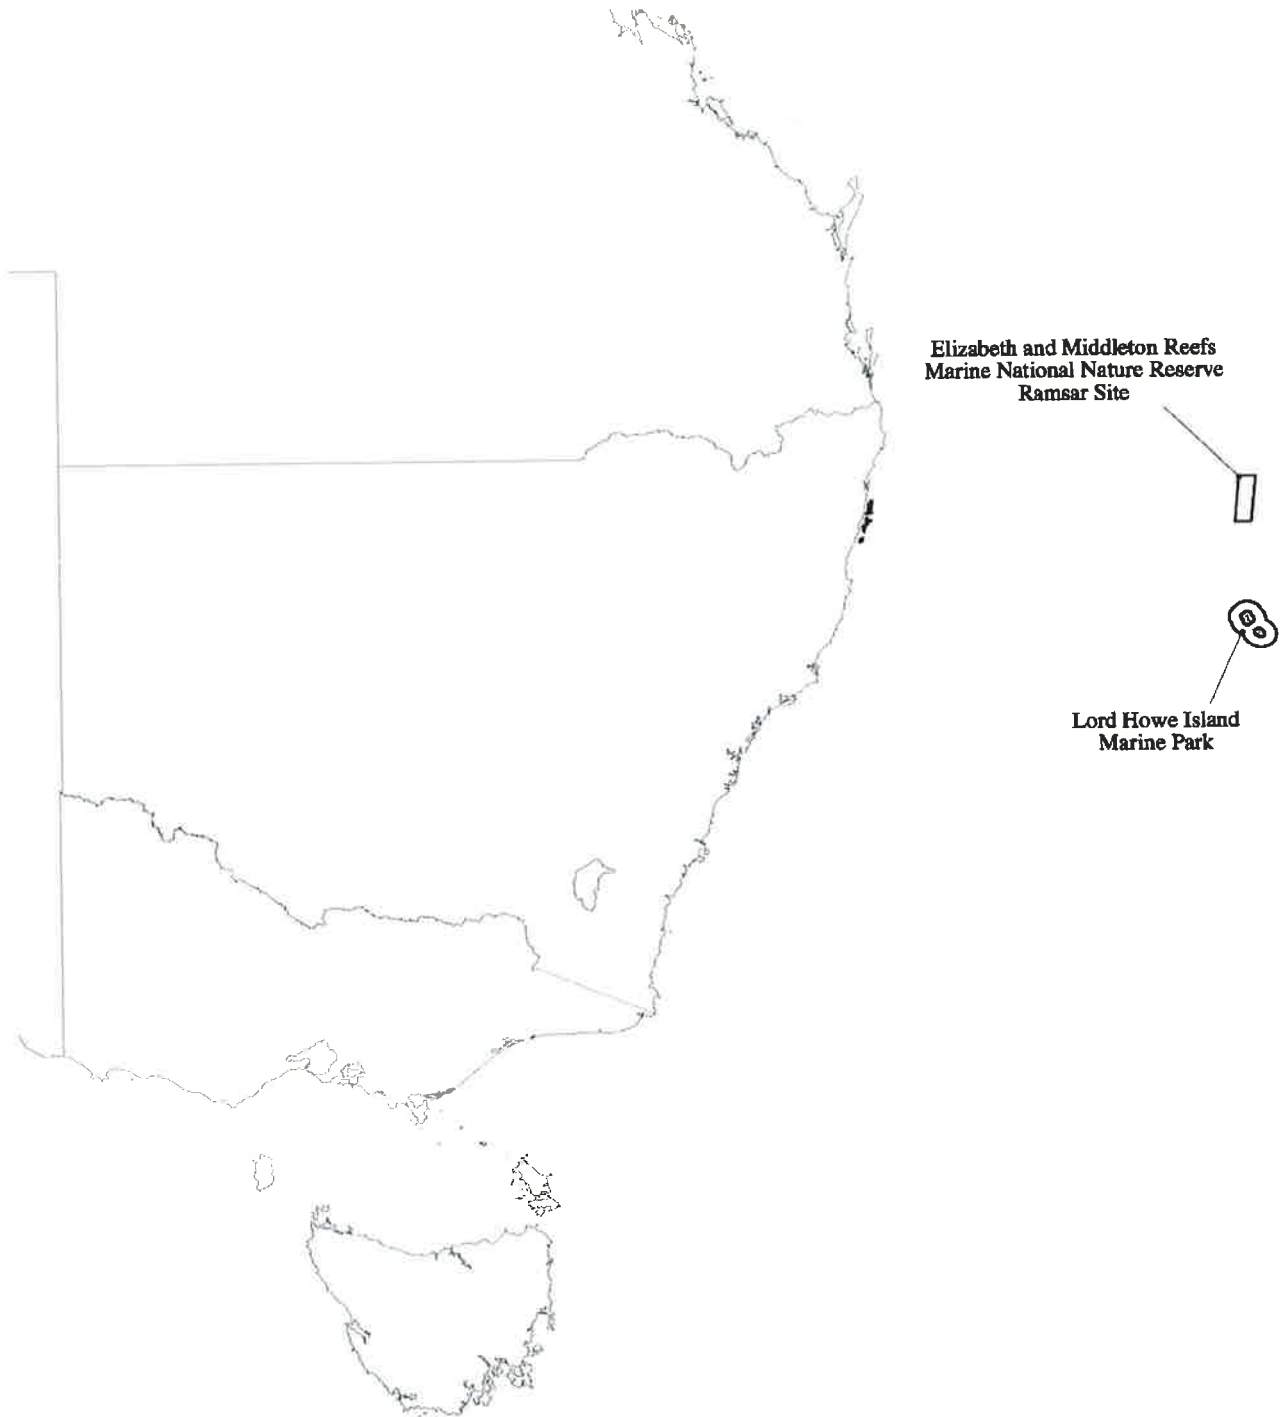 Elizabeth and Middleton Reefs
Marine National Nature Reserve
Ramsar Site
Lord Howe Island
Marine Park